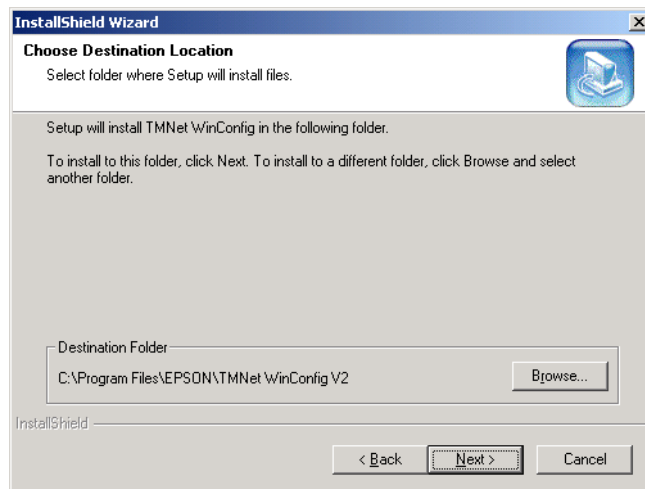 InstallShield Wizard
Choose Destination Location
Select folder where Setup will install files.
Setup will install TMNet WinConfig in the following folder.
To install to this folder, click Next. To install to a different folder, click Browse and select
another folder.
Destination Folder
C:\Program Files\EPSON\TMNet WinConfig V2
Browse...
InstallShield
< Back
Next >
Cancel